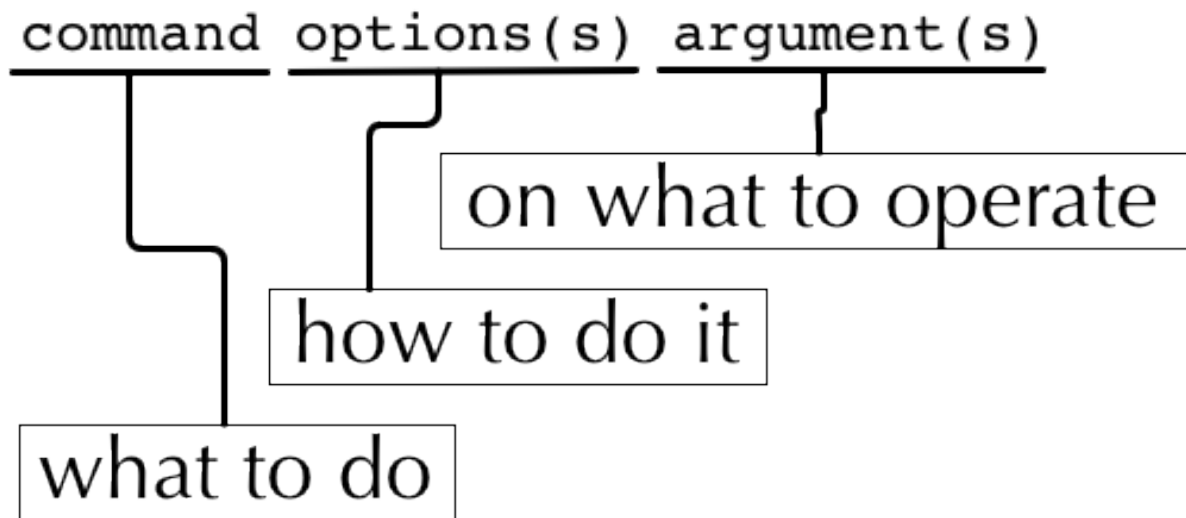 command options(s) argument(s)
on what to operate
how to do it
what to do